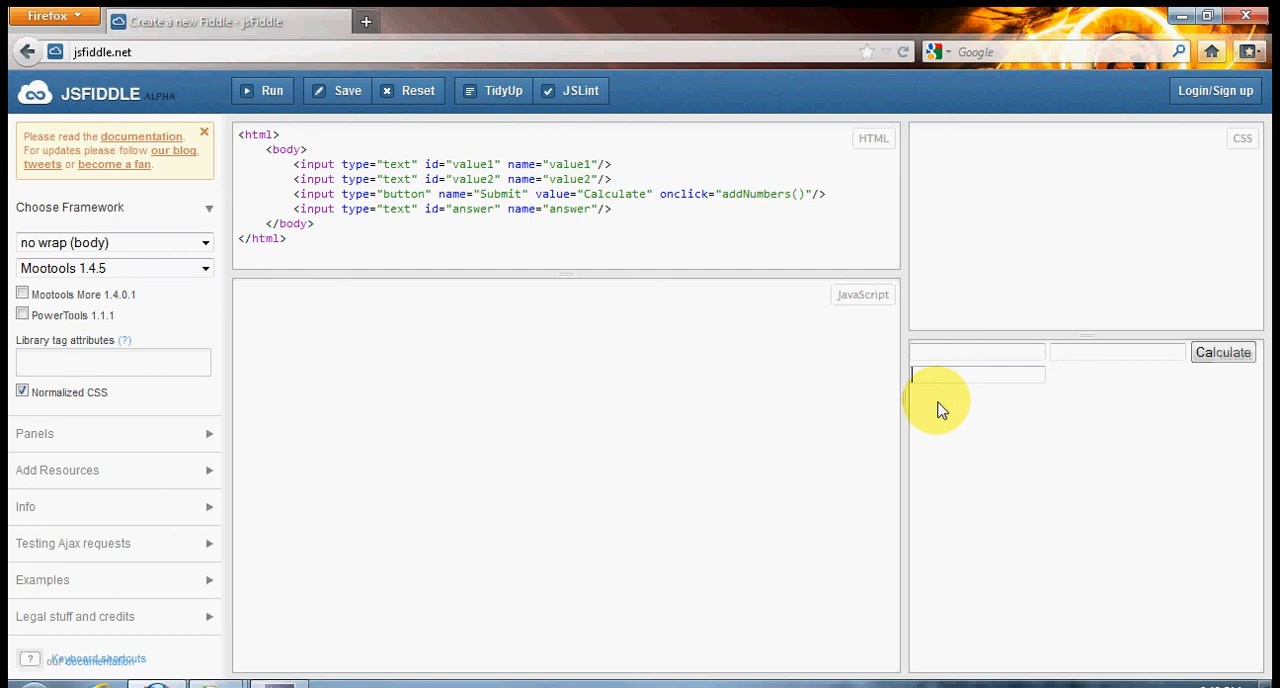 Firefox
Create a new Fiddle - jsFiddle
jsfiddle.net
Google
JSFIDDLE ALPHA
Run
Save
Reset
TidyUp
JSLint
Login/Sign up
Please read the documentation.
For updates please follow our blog,
tweets or become a fan.
Choose Framework
no wrap (body)
Mootools 1.4.5
Mootools More 1.4.0.1
PowerTools 1.1.1
Library tag attributes (?)
Normalized CSS
Panels
Add Resources
Info
Testing Ajax requests
Examples
Legal stuff and credits
? Keyboard shortcuts
our documentation
HTML
<html>
<body>
<input type="text" id="value1" name="value1"/>
<input type="text" id="value2" name="value2"/>
<input type="button" name="Submit" value="Calculate" onclick="addNumbers()"/>
<input type="text" id="answer" name="answer"/>
</body>
</html>
JavaScript
CSS
Calculate